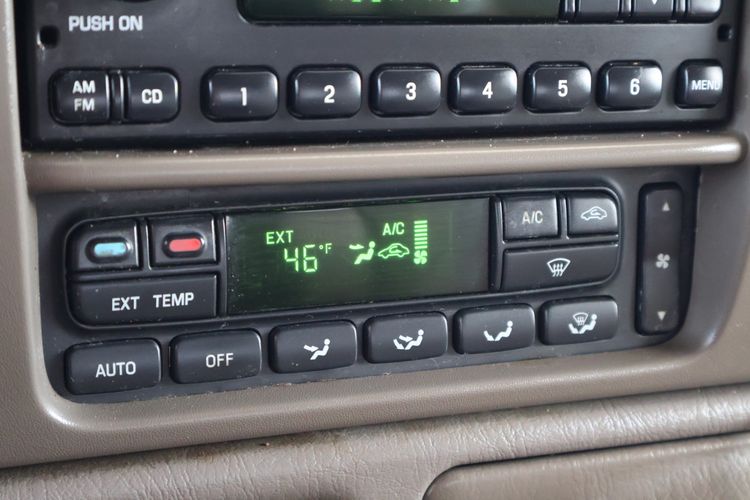 PUSH ON
AM
FM
CD
1
2
3
4
5
6
MENU
EXT
46°F
A/C
A/C
EXT TEMP
AUTO
OFF